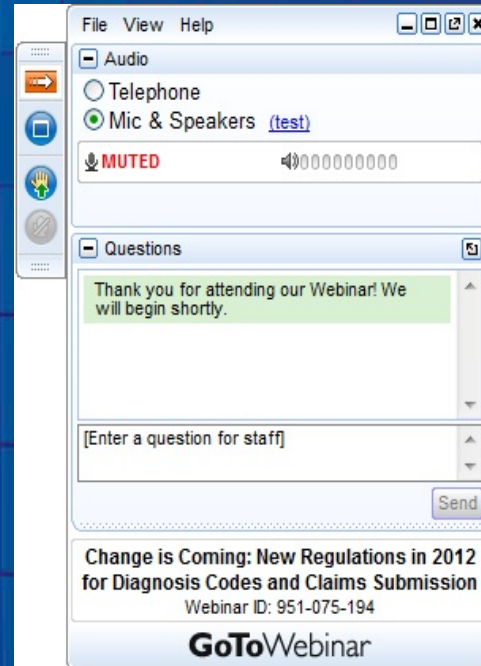 File View Help
Audio
Telephone
Mic & Speakers (test)
MUTED 000000000
Questions
Thank you for attending our Webinar! We
will begin shortly.
[Enter a question for staff]
Send
Change is Coming: New Regulations in 2012
for Diagnosis Codes and Claims Submission
Webinar ID: 951-075-194
GoToWebinar